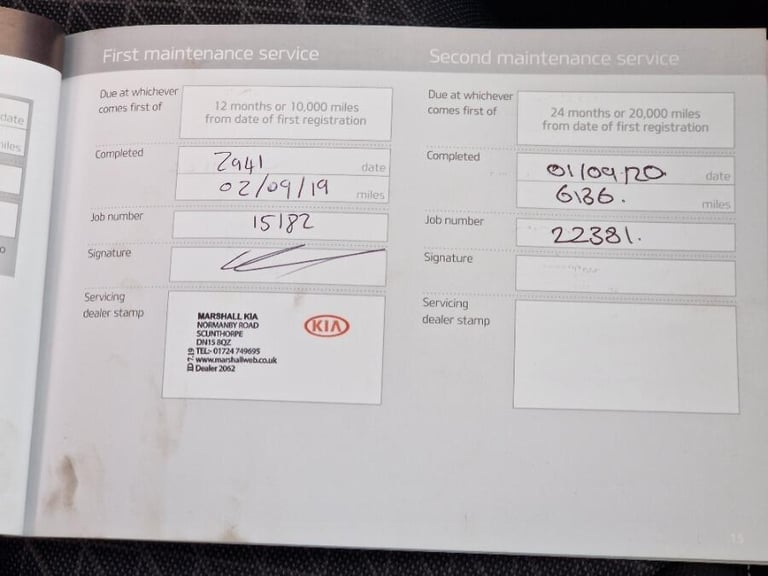 First maintenance service
Due at whichever
comes first of
12 months or 10,000 miles
from date of first registration
Completed
2941
date
02/09/19
miles
Job number
15182
Signature
Servicing
dealer stamp
MARSHALL KIA
NORMANBY ROAD
SCUNTHORPE
DN15 8QZ
TEL:- 01724 749695
www.marshallweb.co.uk
Dealer 2062
ID 7.19
KIA
Second maintenance service
Due at whichever
comes first of
24 months or 20,000 miles
from date of first registration
Completed
01/09/20
date
6136.
miles
Job number
22381.
Signature
Servicing
dealer stamp
15
date
miles